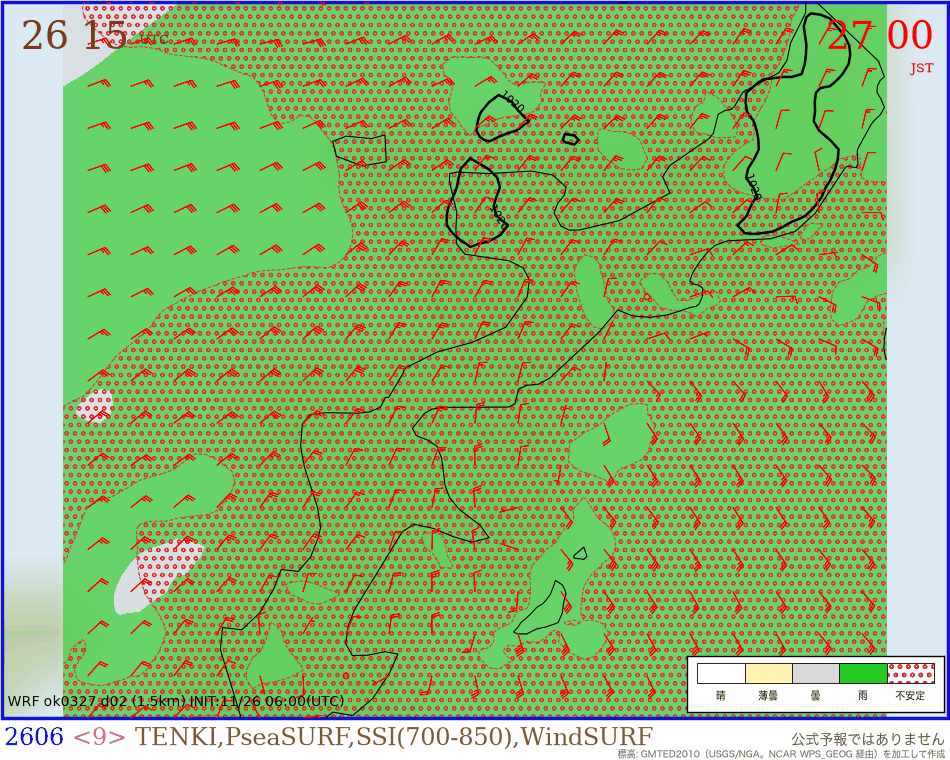 26 15 UTC
27 00
JST
1020
1020
1020
WRF ok0327 d02 (1.5km) INIT:11/26 06:00(UTC)
晴 薄曇 曇 雨 不安定
2606 <9> TENKI,PseaSURF,SSI(700-850),WindSURF
公式予報ではありません
標高: GMTED2010（USGS/NGA。NCAR WPS_GEOG 経由）を加工して作成